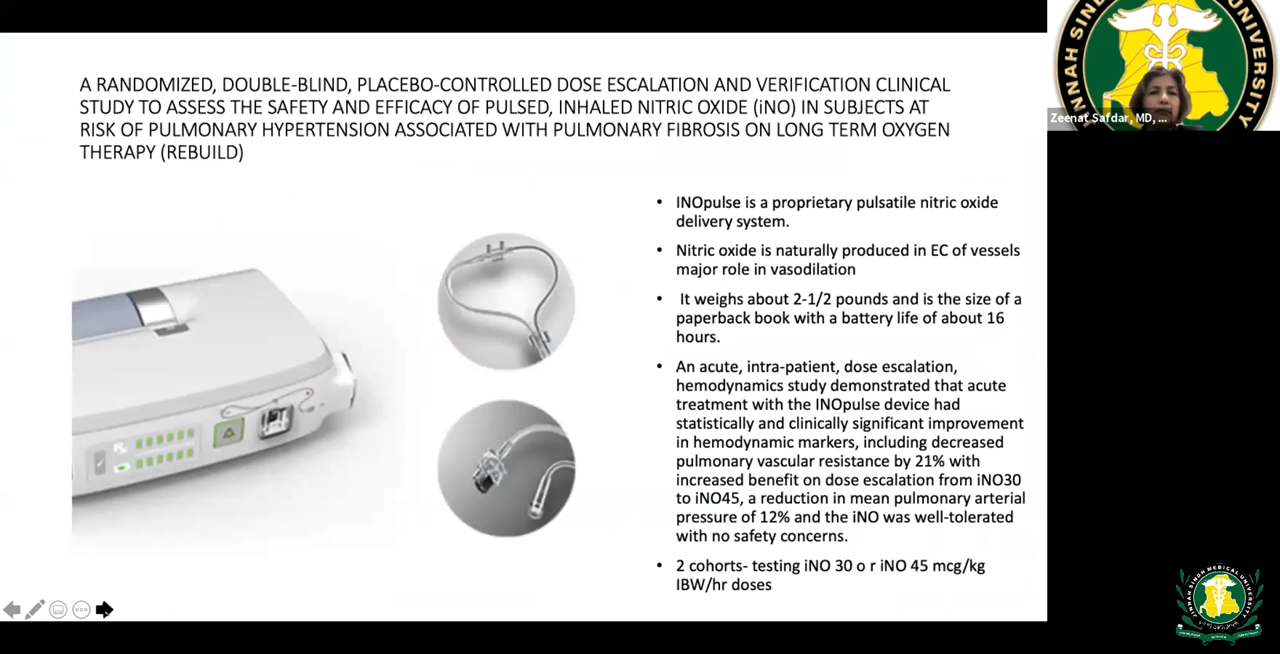 A RANDOMIZED, DOUBLE-BLIND, PLACEBO-CONTROLLED DOSE ESCALATION AND VERIFICATION CLINICAL
STUDY TO ASSESS THE SAFETY AND EFFICACY OF PULSED, INHALED NITRIC OXIDE (iNO) IN SUBJECTS AT
RISK OF PULMONARY HYPERTENSION ASSOCIATED WITH PULMONARY FIBROSIS ON LONG TERM OXYGEN
THERAPY (REBUILD)
• INOpulse is a proprietary pulsatile nitric oxide
delivery system.
• Nitric oxide is naturally produced in EC of vessels
major role in vasodilation
• It weighs about 2-1/2 pounds and is the size of a
paperback book with a battery life of about 16
hours.
• An acute, intra-patient, dose escalation,
hemodynamics study demonstrated that acute
treatment with the INOpulse device had
statistically and clinically significant improvement
in hemodynamic markers, including decreased
pulmonary vascular resistance by 21% with
increased benefit on dose escalation from iNO30
to iNO45, a reduction in mean pulmonary arterial
pressure of 12% and the iNO was well-tolerated
with no safety concerns.
• 2 cohorts- testing iNO 30 o r iNO 45 mcg/kg
IBW/hr doses
JINNAH SIN UNIVERSITY
Zeenat Safdar, MD, ...
JINNAH SINDH MEDICAL UNIVERSITY